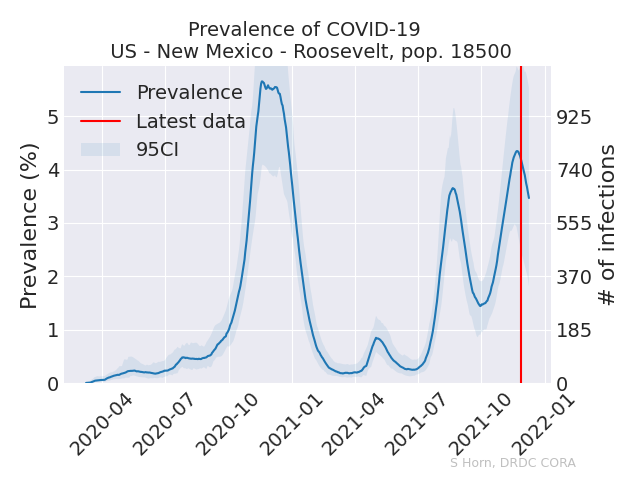 Prevalence of COVID-19
US - New Mexico - Roosevelt, pop. 18500
Prevalence
Latest data
95CI
Prevalence (%)
5
4
3
2
1
0
925
740
555
370
185
0
# of infections
2020-04
2020-07
2020-10
2021-01
2021-04
2021-07
2021-10
2022-01
S Horn, DRDC CORA